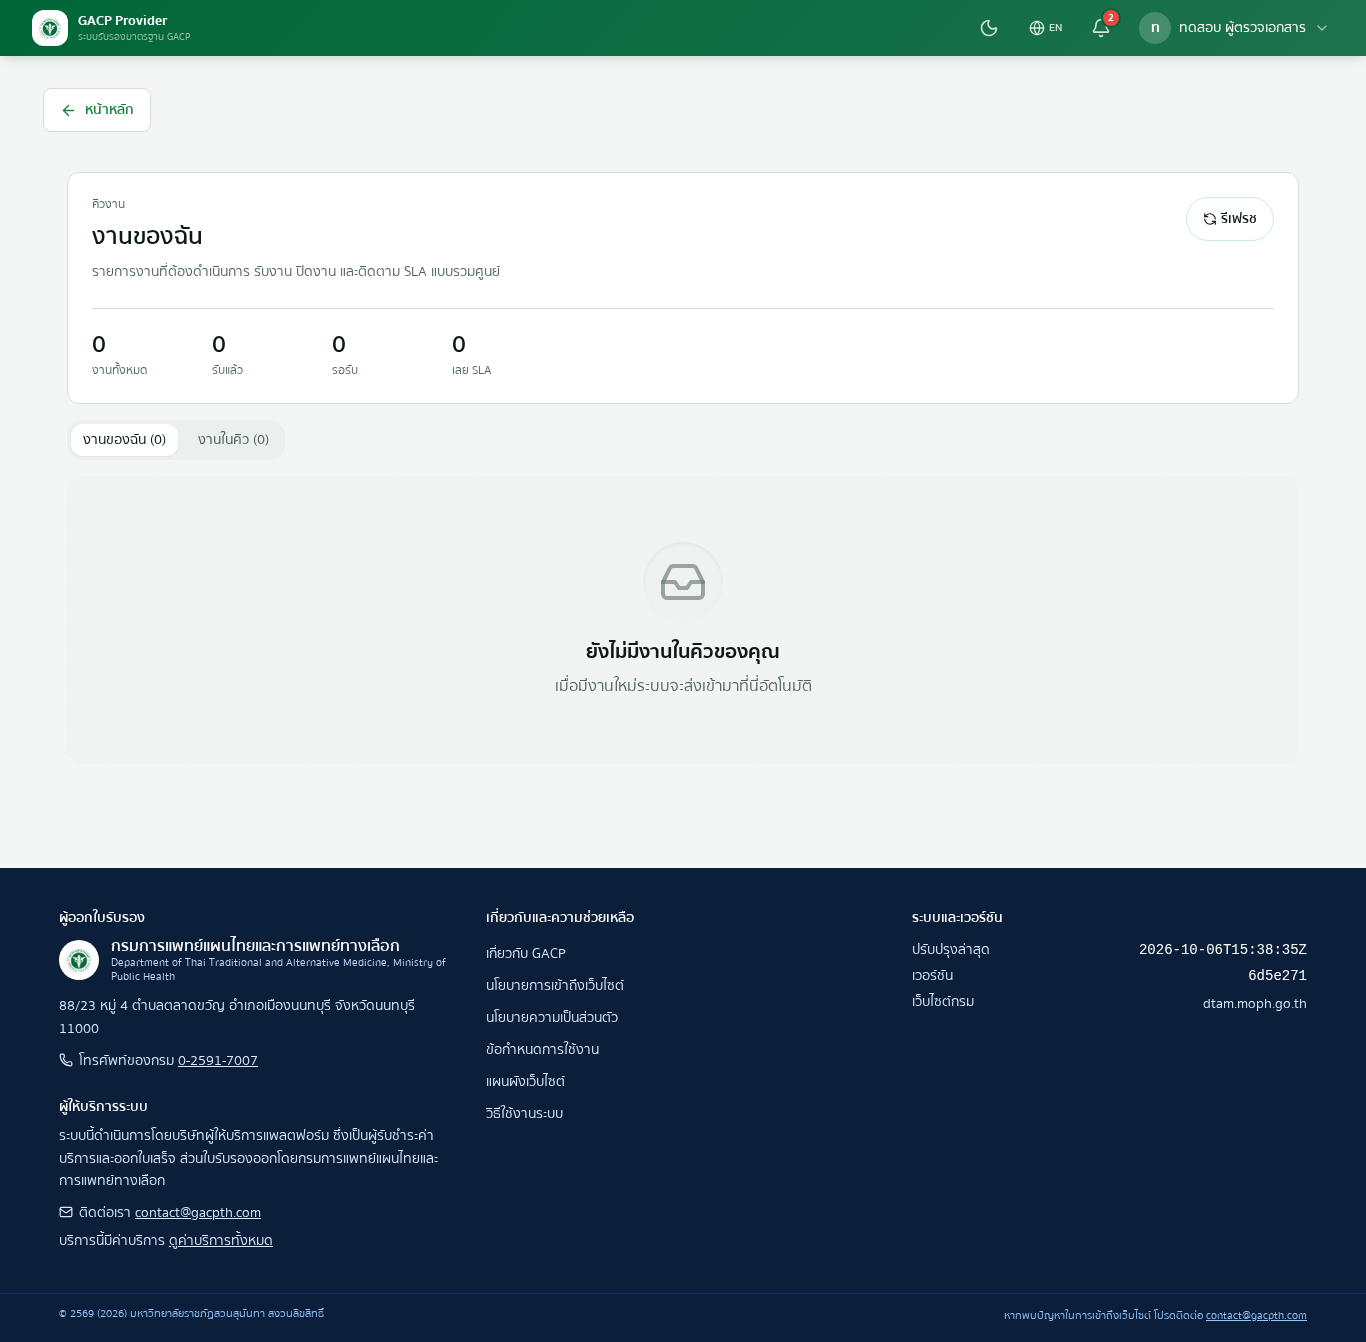 GACP Provider
ระบบรับรองมาตรฐาน GACP
EN
2
ท
ทดสอบ ผู้ตรวจเอกสาร
หน้าหลัก
คิวงาน
งานของฉัน
รายการงานที่ต้องดำเนินการ รับงาน ปิดงาน และติดตาม SLA แบบรวมศูนย์
รีเฟรช
0
งานทั้งหมด
0
รับแล้ว
0
รอรับ
0
เลย SLA
งานของฉัน (0)
งานในคิว (0)
ยังไม่มีงานในคิวของคุณ
เมื่อมีงานใหม่ระบบจะส่งเข้ามาที่นี่อัตโนมัติ
ผู้ออกใบรับรอง
กรมการแพทย์แผนไทยและการแพทย์ทางเลือก
Department of Thai Traditional and Alternative Medicine, Ministry of
Public Health
88/23 หมู่ 4 ตำบลตลาดขวัญ อำเภอเมืองนนทบุรี จังหวัดนนทบุรี
11000
โทรศัพท์ของกรม 0-2591-7007
ผู้ให้บริการระบบ
ระบบนี้ดำเนินการโดยบริษัทผู้ให้บริการแพลตฟอร์ม ซึ่งเป็นผู้รับชำระค่า
บริการและออกใบเสร็จ ส่วนใบรับรองออกโดยกรมการแพทย์แผนไทยและ
การแพทย์ทางเลือก
ติดต่อเรา contact@gacpth.com
บริการนี้มีค่าบริการ ดูค่าบริการทั้งหมด
เกี่ยวกับและความช่วยเหลือ
เกี่ยวกับ GACP
นโยบายการเข้าถึงเว็บไซต์
นโยบายความเป็นส่วนตัว
ข้อกำหนดการใช้งาน
แผนผังเว็บไซต์
วิธีใช้งานระบบ
ระบบและเวอร์ชัน
ปรับปรุงล่าสุด 2026-10-06T15:38:35Z
เวอร์ชัน 6d5e271
เว็บไซต์กรม dtam.moph.go.th
© 2569 (2026) มหาวิทยาลัยราชภัฏสวนสุนันทา สงวนลิขสิทธิ์
หากพบปัญหาในการเข้าถึงเว็บไซต์ โปรดติดต่อ contact@gacpth.com